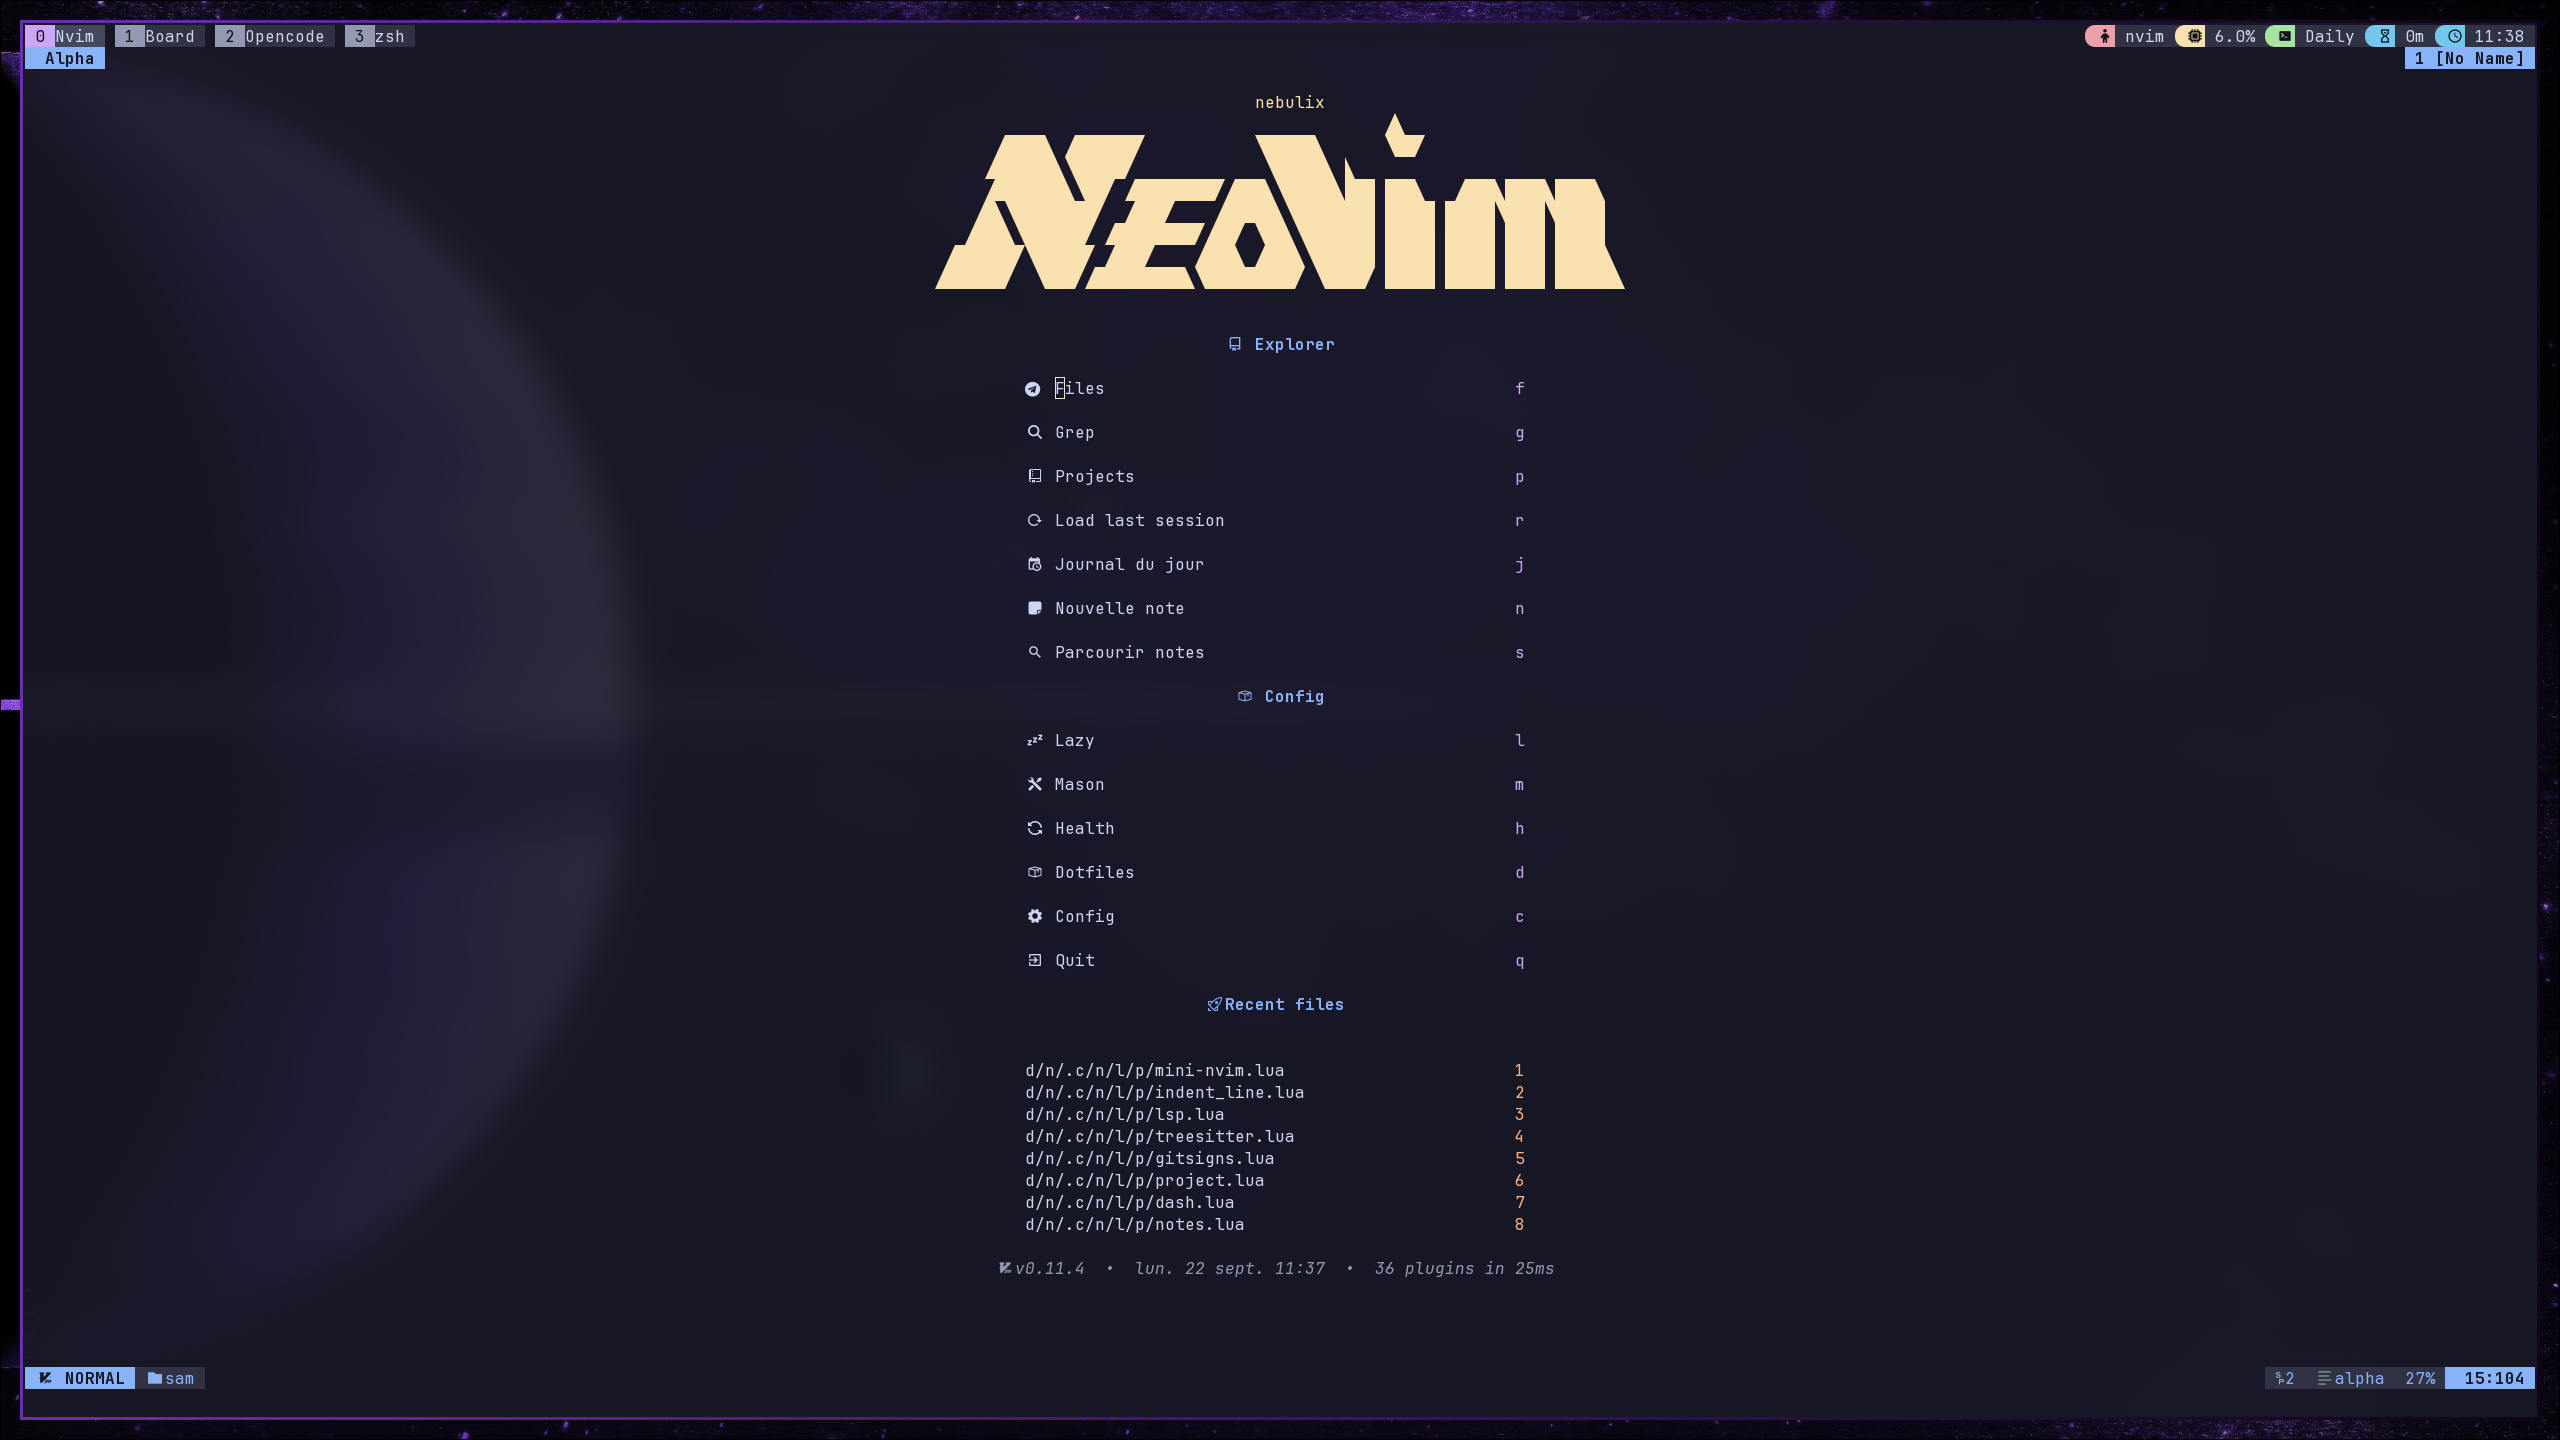 0 Nvim 1 Board 2 Opencode 3 zsh nvim 6.0% Daily 0m 11:38
Alpha 1 [No Name]
nebulix
NEOVIM
Explorer
Files f
Grep g
Projects p
Load last session r
Journal du jour j
Nouvelle note n
Parcourir notes s
Config
Lazy l
Mason m
Health h
Dotfiles d
Config c
Quit q
Recent files
d/n/.c/n/l/p/mini-nvim.lua 1
d/n/.c/n/l/p/indent_line.lua 2
d/n/.c/n/l/p/lsp.lua 3
d/n/.c/n/l/p/treesitter.lua 4
d/n/.c/n/l/p/gitsigns.lua 5
d/n/.c/n/l/p/project.lua 6
d/n/.c/n/l/p/dash.lua 7
d/n/.c/n/l/p/notes.lua 8
v0.11.4 • lun. 22 sept. 11:37 • 36 plugins in 25ms
NORMAL sam SP2 alpha 27% 15:104